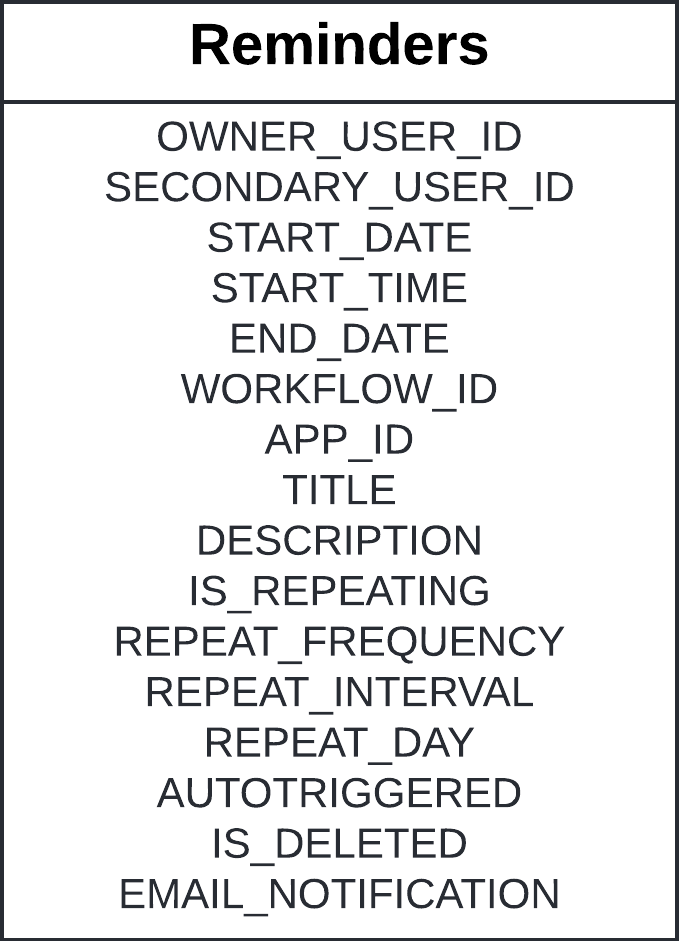 Reminders
OWNER_USER_ID
SECONDARY_USER_ID
START_DATE
START_TIME
END_DATE
WORKFLOW_ID
APP_ID
TITLE
DESCRIPTION
IS_REPEATING
REPEAT_FREQUENCY
REPEAT_INTERVAL
REPEAT_DAY
AUTOTRIGGERED
IS_DELETED
EMAIL_NOTIFICATION